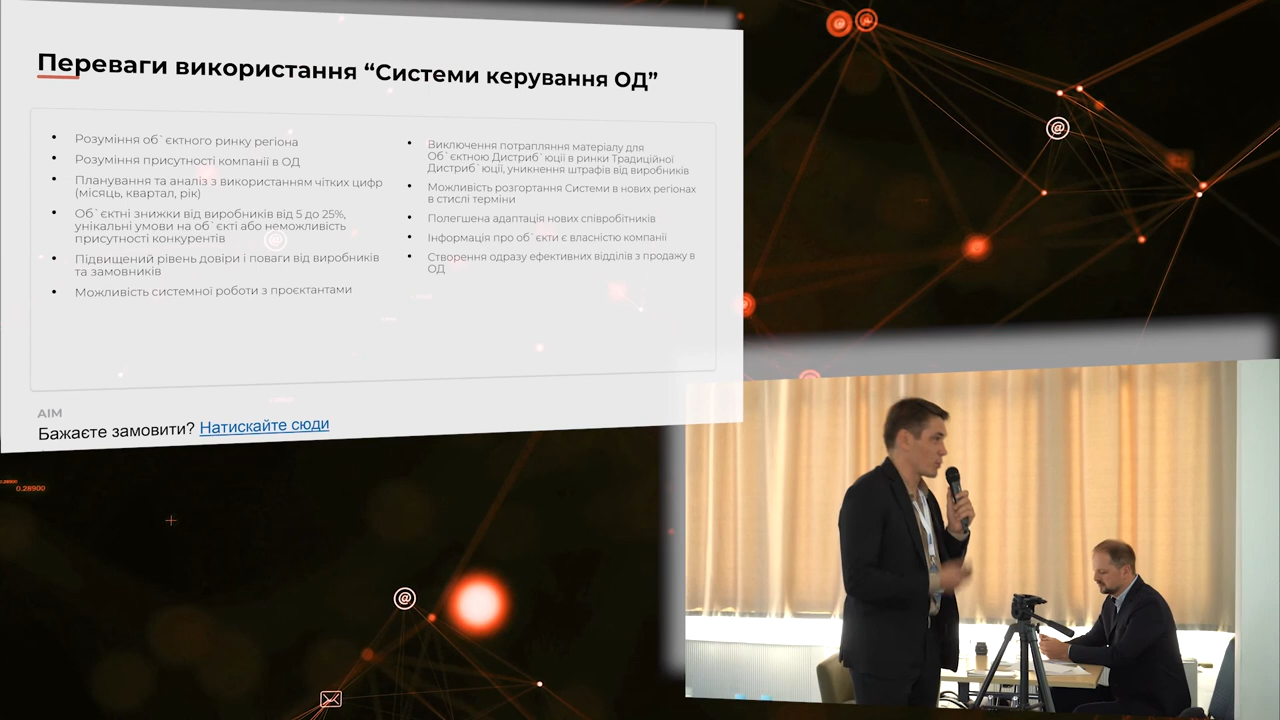 Переваги використання “Системи керування ОД”
Розуміння об`єктного ринку регіона
Розуміння присутності компанії в ОД
Планування та аналіз з використанням чітких цифр
(місяць, квартал, рік)
Об`єктні знижки від виробників від 5 до 25%,
унікальні умови на об`єкті або неможливість
присутності конкурентів
Підвищений рівень довіри і поваги від виробників
та замовників
Можливість системної роботи з проєктантами
Виключення потрапляння матеріалу для
Об`єктною Дистриб`юції в ринки Традиційної
Дистриб`юції, уникнення штрафів від виробників
Можливість розгортання Системи в нових регіонах
в стислі терміни
Полегшена адаптація нових співробітників
Інформація про об`єкти є власністю компанії
Створення одразу ефективних відділів з продажу в
ОД
AIM
Бажаєте замовити? Натискайте сюди
0.28900